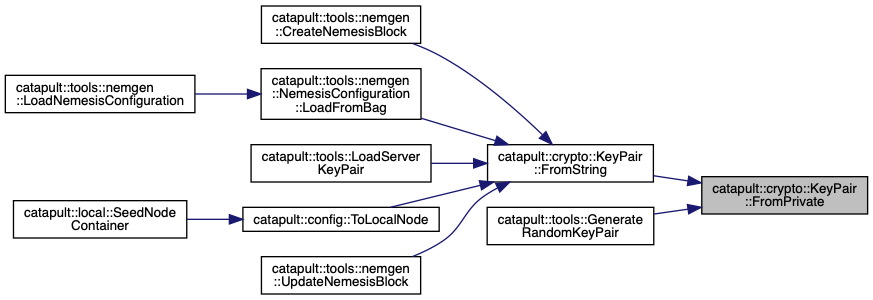 catapult::tools::nemgen
::CreateNemesisBlock
catapult::tools::nemgen
::LoadNemesisConfiguration
catapult::tools::nemgen
::NemesisConfiguration
::LoadFromBag
catapult::tools::LoadServer
KeyPair
catapult::crypto::KeyPair
::FromString
catapult::crypto::KeyPair
::FromPrivate
catapult::local::SeedNode
Container
catapult::config::ToLocalNode
catapult::tools::Generate
RandomKeyPair
catapult::tools::nemgen
::UpdateNemesisBlock